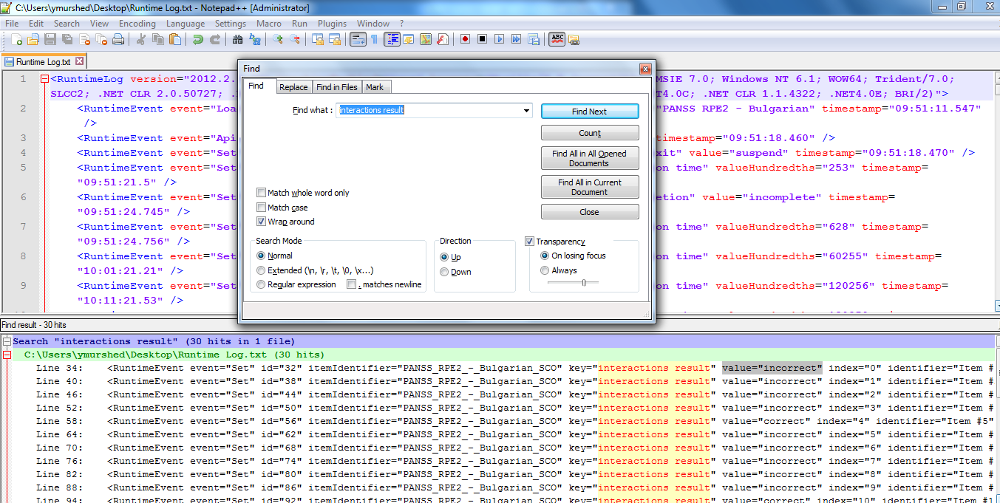 C:\Users\ymurshed\Desktop\Runtime Log.txt - Notepad++ [Administrator]
File Edit Search View Encoding Language Settings Macro Run Plugins Window ?
ABC
Runtime Log.txt
Find
Find Replace Find in Files Mark
Find what : interactions result
Find Next
Count
Find All in All Opened Documents
Find All in Current Document
Close
Match whole word only
Match case
Wrap around
Search Mode
Normal
Extended (\n, \r, \t, \0, \x...)
Regular expression . matches newline
Direction
Up
Down
Transparency
On losing focus
Always
1 <RuntimeLog version="2012.2. MSIE 7.0; Windows NT 6.1; WOW64; Trident/7.0;
SLCC2; .NET CLR 2.0.50727; . .NET CLR 1.1.4322; .NET4.0E; BRI/2)">
2 <RuntimeEvent event="Loa "PANSS RPE2 - Bulgarian" timestamp="09:51:11.547"
/>
3 <RuntimeEvent event="Api timestamp="09:51:18.460" />
4 <RuntimeEvent event="Set xit" value="suspend" timestamp="09:51:18.470" />
5 <RuntimeEvent event="Set on time" valueHundredths="253" timestamp=
"09:51:21.5" />
6 <RuntimeEvent event="Set etion" value="incomplete" timestamp=
"09:51:24.745" />
7 <RuntimeEvent event="Set on time" valueHundredths="628" timestamp=
"09:51:24.756" />
8 <RuntimeEvent event="Set on time" valueHundredths="60255" timestamp=
"10:01:21.21" />
9 <RuntimeEvent event="Set on time" valueHundredths="120256" timestamp=
"10:11:21.53" />
Find result - 30 hits
Search "interactions result" (30 hits in 1 file)
C:\Users\ymurshed\Desktop\Runtime Log.txt (30 hits)
Line 34: <RuntimeEvent event="Set" id="32" itemIdentifier="PANSS_RPE2_-_Bulgarian_SCO" key="interactions result" value="incorrect" index="0" identifier="Item #
Line 40: <RuntimeEvent event="Set" id="38" itemIdentifier="PANSS_RPE2_-_Bulgarian_SCO" key="interactions result" value="incorrect" index="1" identifier="Item #
Line 46: <RuntimeEvent event="Set" id="44" itemIdentifier="PANSS_RPE2_-_Bulgarian_SCO" key="interactions result" value="incorrect" index="2" identifier="Item #
Line 52: <RuntimeEvent event="Set" id="50" itemIdentifier="PANSS_RPE2_-_Bulgarian_SCO" key="interactions result" value="incorrect" index="3" identifier="Item #
Line 58: <RuntimeEvent event="Set" id="56" itemIdentifier="PANSS_RPE2_-_Bulgarian_SCO" key="interactions result" value="correct" index="4" identifier="Item #5"
Line 64: <RuntimeEvent event="Set" id="62" itemIdentifier="PANSS_RPE2_-_Bulgarian_SCO" key="interactions result" value="incorrect" index="5" identifier="Item #
Line 70: <RuntimeEvent event="Set" id="68" itemIdentifier="PANSS_RPE2_-_Bulgarian_SCO" key="interactions result" value="incorrect" index="6" identifier="Item #
Line 76: <RuntimeEvent event="Set" id="74" itemIdentifier="PANSS_RPE2_-_Bulgarian_SCO" key="interactions result" value="incorrect" index="7" identifier="Item #
Line 82: <RuntimeEvent event="Set" id="80" itemIdentifier="PANSS_RPE2_-_Bulgarian_SCO" key="interactions result" value="incorrect" index="8" identifier="Item #
Line 88: <RuntimeEvent event="Set" id="86" itemIdentifier="PANSS_RPE2_-_Bulgarian_SCO" key="interactions result" value="incorrect" index="9" identifier="Item #
Line 94: <RuntimeEvent event="Set" id="92" itemIdentifier="PANSS_RPE2_-_Bulgarian_SCO" key="interactions result" value="correct" index="10" identifier="Item #1